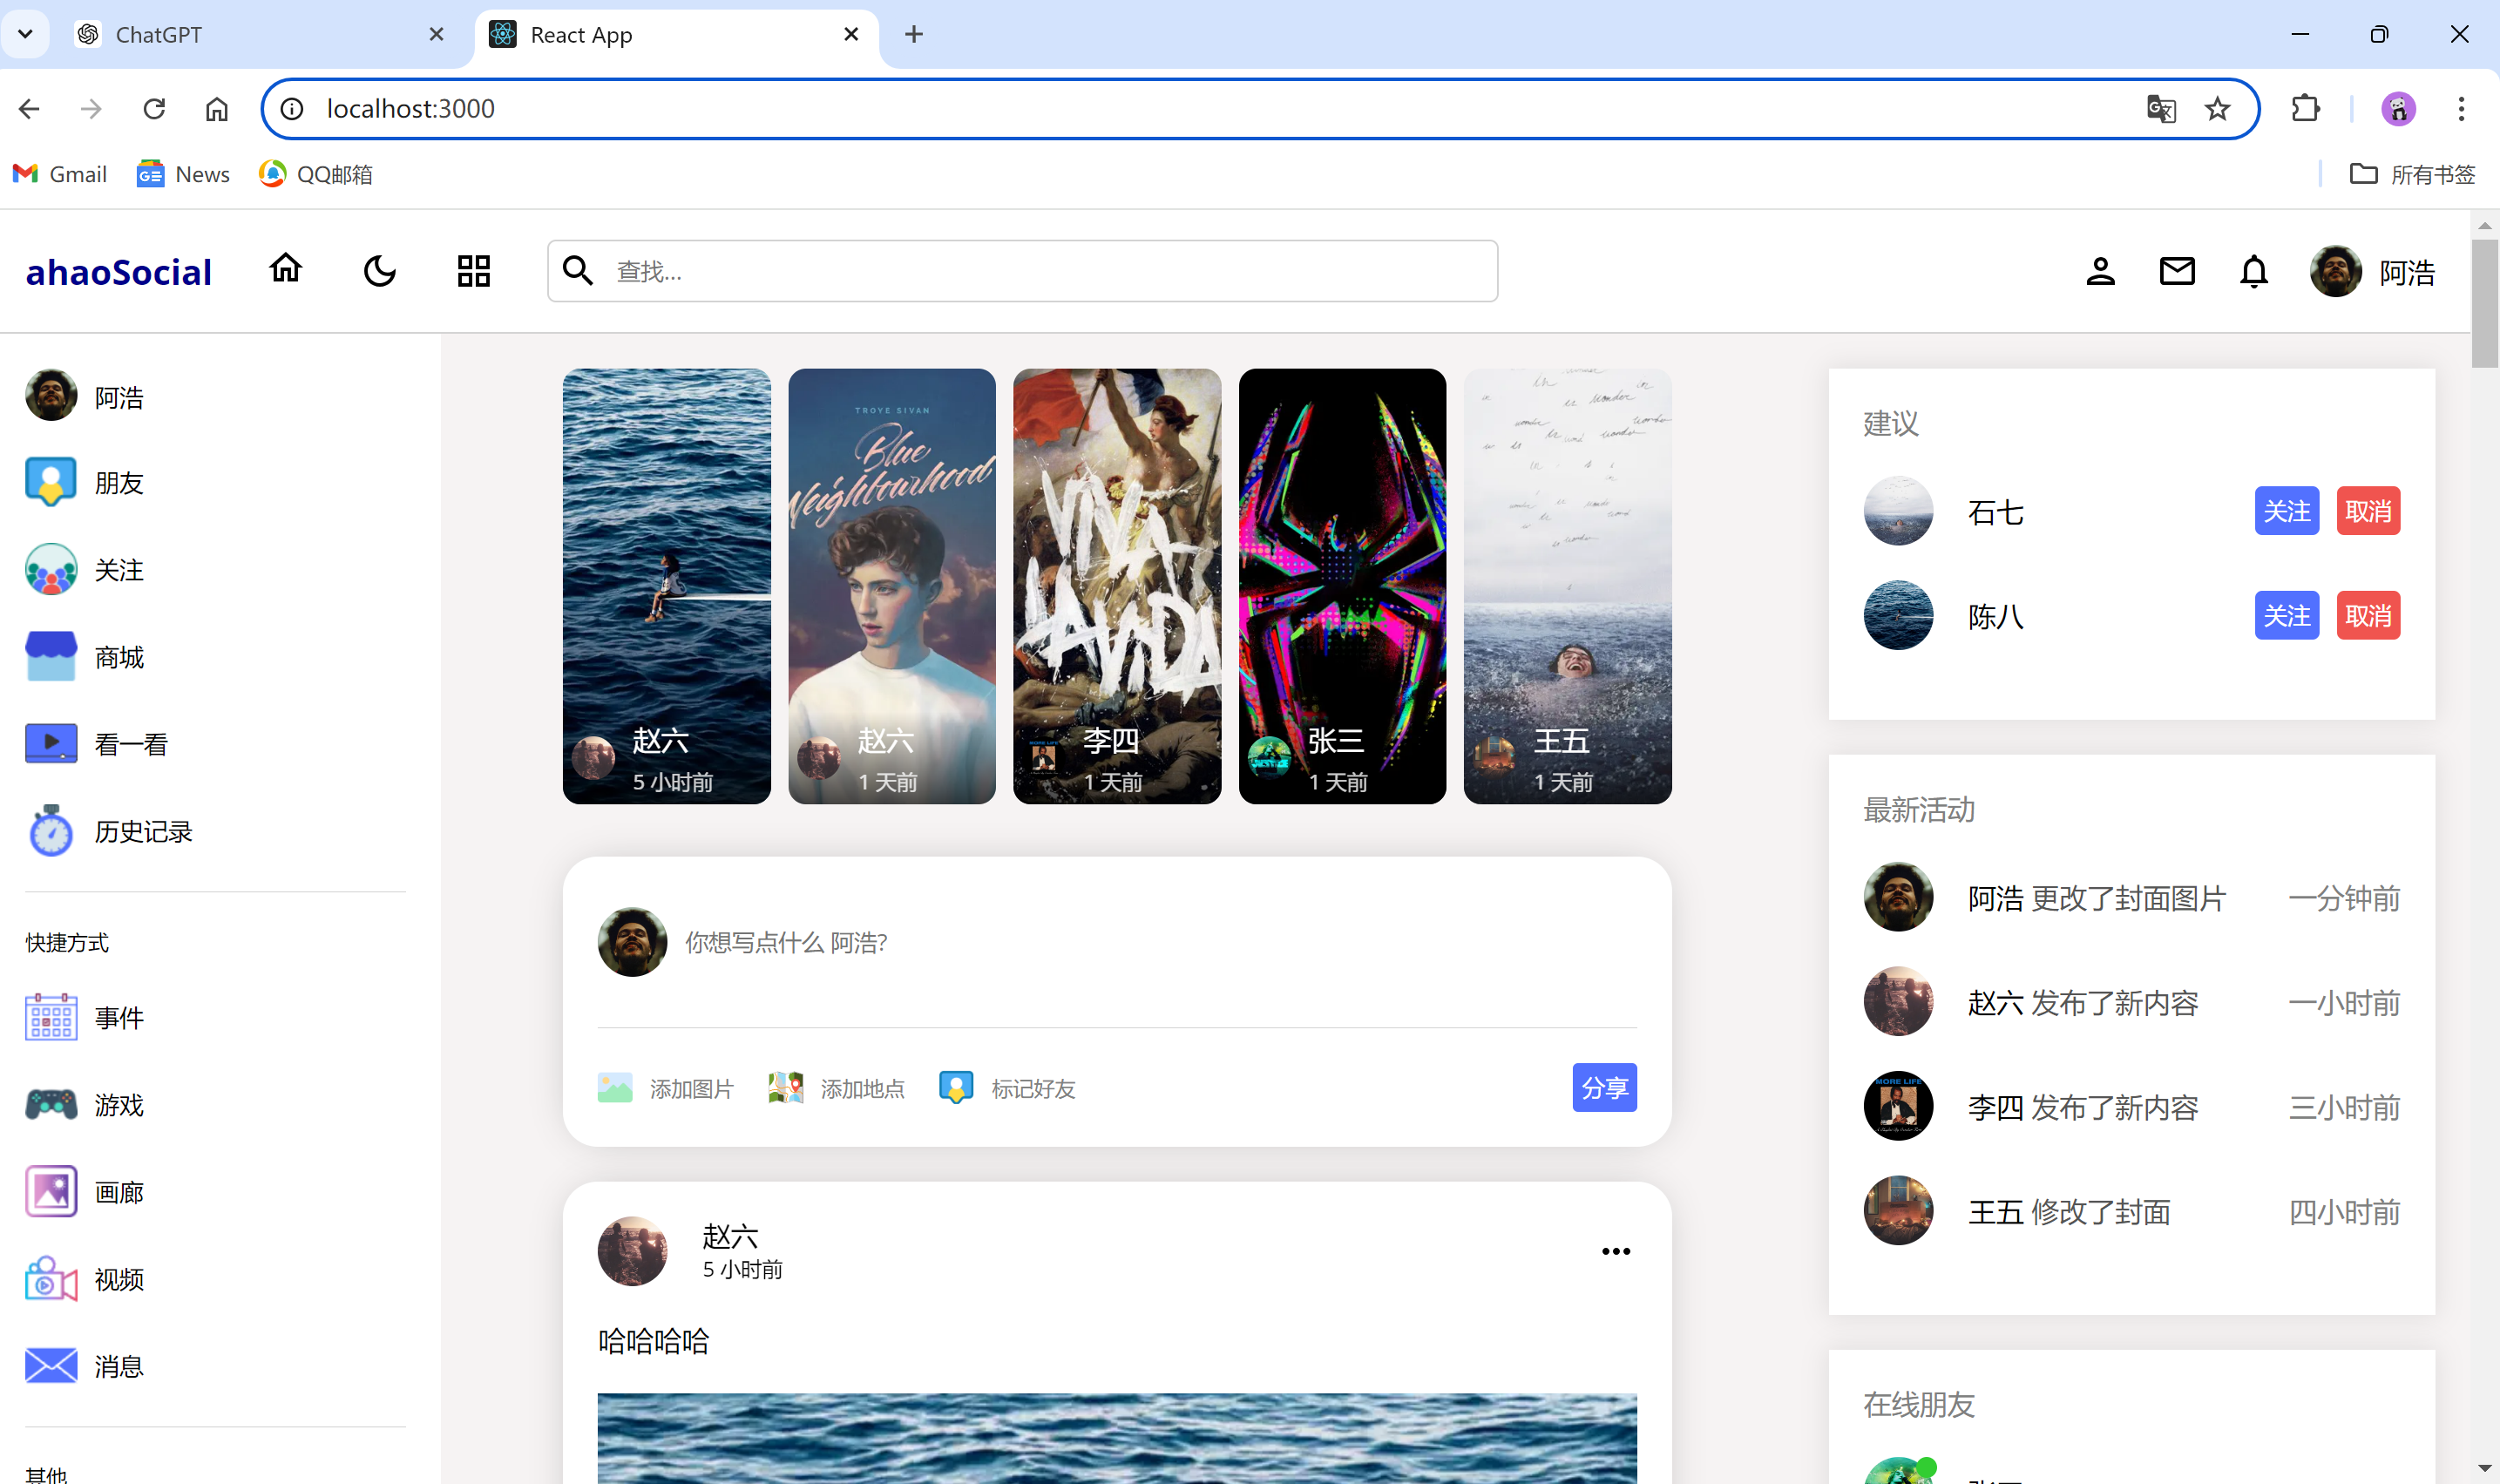 ChatGPT
React App
localhost:3000
Gmail
News
QQ邮箱
所有书签
ahaoSocial
查找...
阿浩
阿浩
朋友
关注
商城
看一看
历史记录
快捷方式
事件
游戏
画廊
视频
消息
其他
赵六
5 小时前
TROYE SIVAN
Blue
Neighbourhood
赵六
1 天前
VIVA
LA VIDA
李四
1 天前
张三
1 天前
王五
1 天前
你想写点什么 阿浩?
添加图片
添加地点
标记好友
分享
赵六
5 小时前
哈哈哈哈
建议
石七
关注
取消
陈八
关注
取消
最新活动
阿浩 更改了封面图片
一分钟前
赵六 发布了新内容
一小时前
MORE LIFE
李四 发布了新内容
三小时前
王五 修改了封面
四小时前
在线朋友